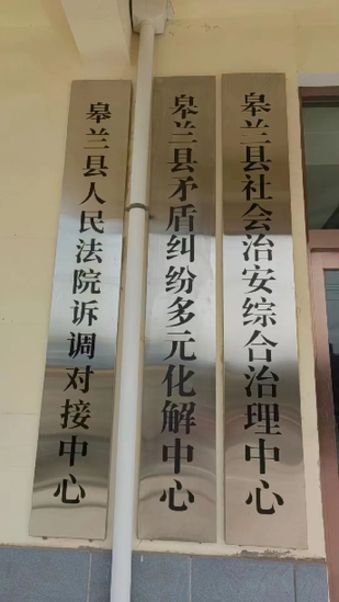 皋兰县人民法院诉调对接中心
皋兰县矛盾纠纷多元化解中心
皋兰县社会治安综合治理中心